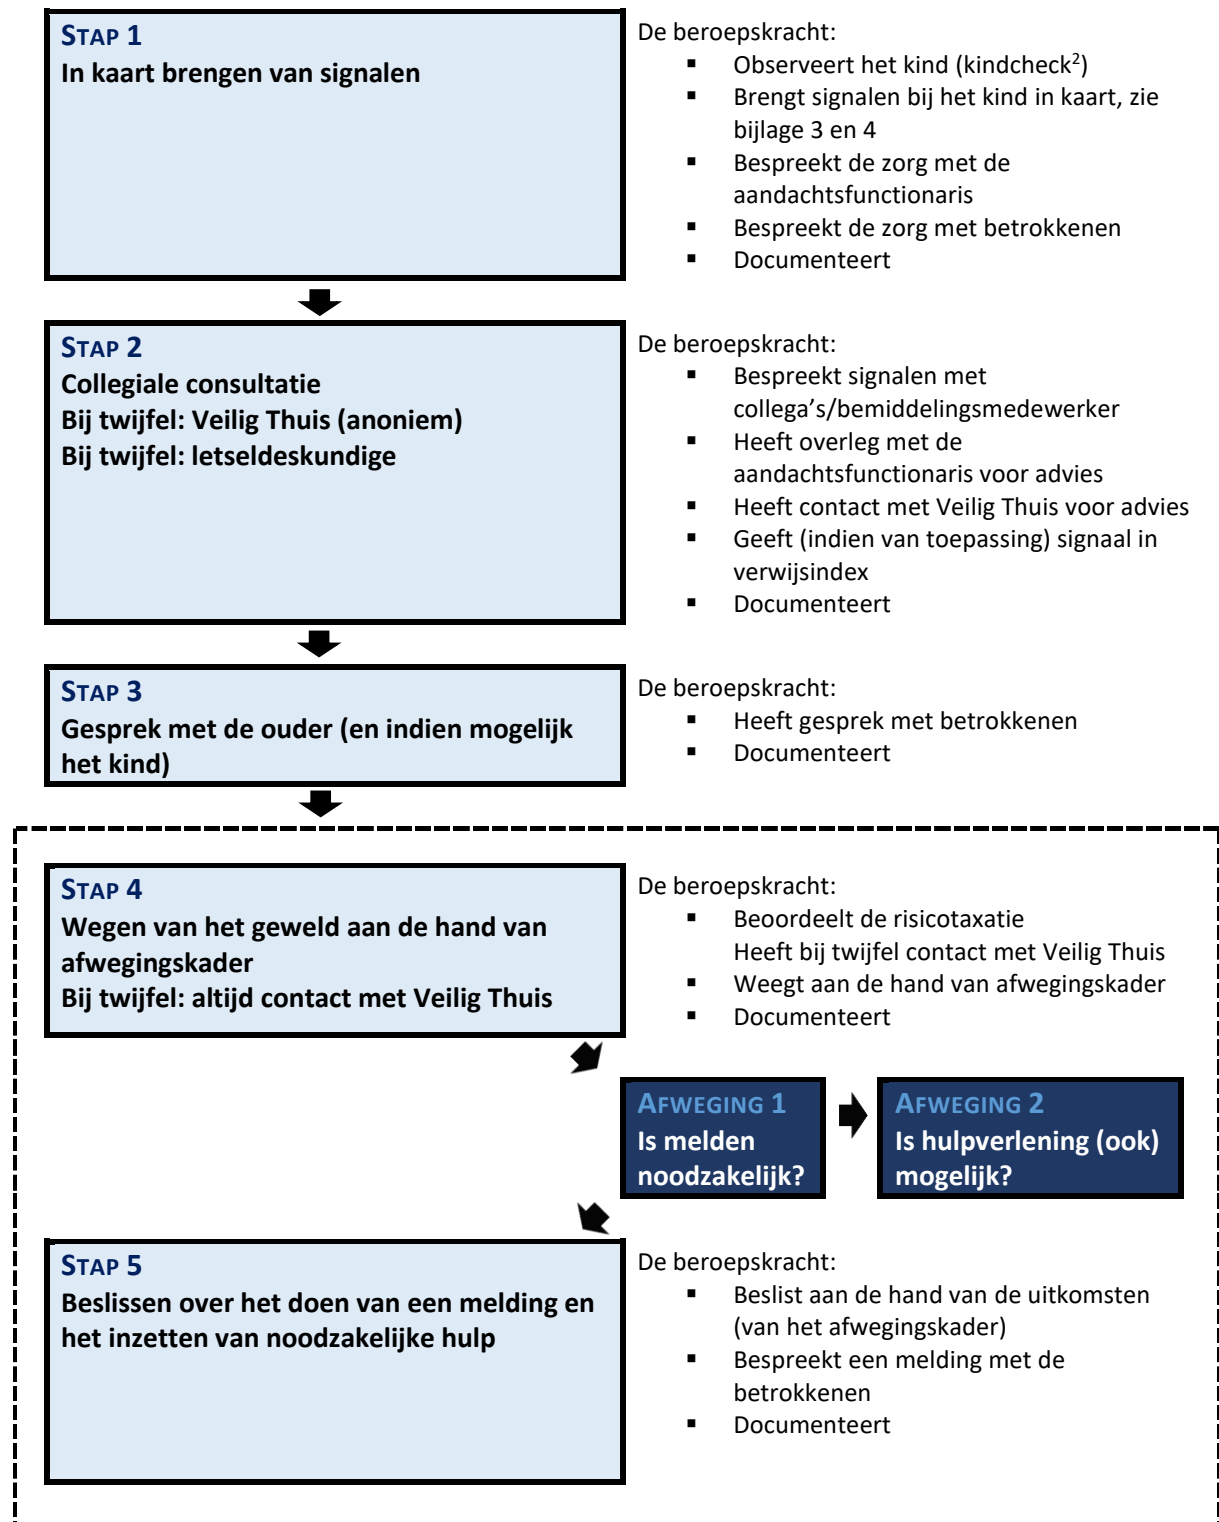 STAP 1
In kaart brengen van signalen
De beroepskracht:
▪ Observeert het kind (kindcheck²)
▪ Brengt signalen bij het kind in kaart, zie
bijlage 3 en 4
▪ Bespreekt de zorg met de
aandachtsfunctionaris
▪ Bespreekt de zorg met betrokkenen
▪ Documenteert
STAP 2
Collegiale consultatie
Bij twijfel: Veilig Thuis (anoniem)
Bij twijfel: letseldeskundige
De beroepskracht:
▪ Bespreekt signalen met
collega’s/bemiddelingsmedewerker
▪ Heeft overleg met de
aandachtsfunctionaris voor advies
▪ Heeft contact met Veilig Thuis voor advies
▪ Geeft (indien van toepassing) signaal in
verwijsindex
▪ Documenteert
STAP 3
Gesprek met de ouder (en indien mogelijk
het kind)
De beroepskracht:
▪ Heeft gesprek met betrokkenen
▪ Documenteert
STAP 4
Wegen van het geweld aan de hand van
afwegingskader
Bij twijfel: altijd contact met Veilig Thuis
De beroepskracht:
▪ Beoordeelt de risicotaxatie
Heeft bij twijfel contact met Veilig Thuis
▪ Weegt aan de hand van afwegingskader
▪ Documenteert
AFWEGING 1
Is melden
noodzakelijk?
AFWEGING 2
Is hulpverlening (ook)
mogelijk?
STAP 5
Beslissen over het doen van een melding en
het inzetten van noodzakelijke hulp
De beroepskracht:
▪ Beslist aan de hand van de uitkomsten
(van het afwegingskader)
▪ Bespreekt een melding met de
betrokkenen
▪ Documenteert